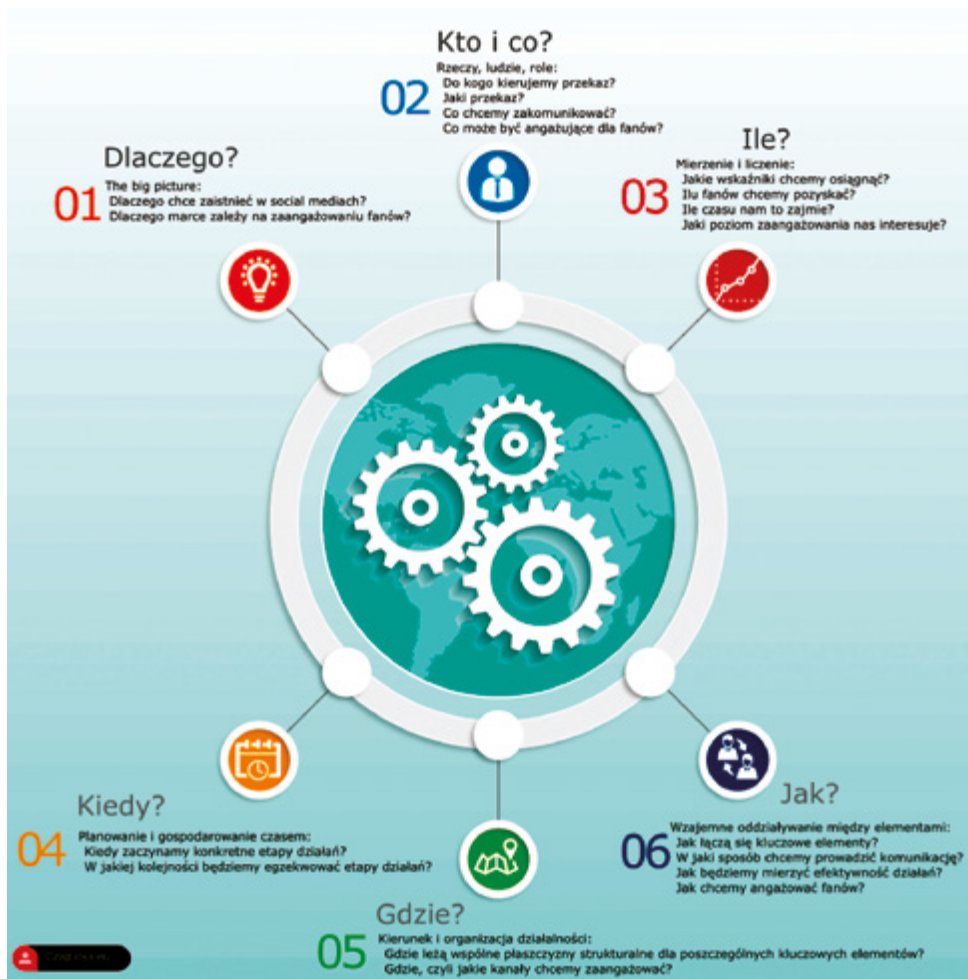 Dlaczego?
01
The big picture:
Dlaczego chce zaistnieć w social mediach?
Dlaczego marce zależy na zaangażowaniu fanów?
Kto i co?
02
Rzeczy, ludzie, role:
Do kogo kierujemy przekaz?
Jaki przekaz?
Co chcemy zakomunikować?
Co może być angażujące dla fanów?
Ile?
03
Mierzenie i liczenie:
Jakie wskaźniki chcemy osiągnąć?
Ilu fanów chcemy pozyskać?
Ile czasu nam to zajmie?
Jaki poziom zaangażowania nas interesuje?
Kiedy?
04
Planowanie i gospodarowanie czasem:
Kiedy zaczynamy konkretne etapy działań?
W jakiej kolejności będziemy egzekwować etapy działań?
Gdzie?
05
Kierunek i organizacja działalności:
Gdzie leżą wspólne płaszczyzny strukturalne dla poszczególnych kluczowych elementów?
Gdzie, czyli jakie kanały chcemy zaangażować?
Jak?
06
Wzajemne oddziaływanie między elementami:
Jak łączą się kluczowe elementy?
W jaki sposób chcemy prowadzić komunikację?
Jak będziemy mierzyć efektywność działań?
Jak chcemy angażować fanów?